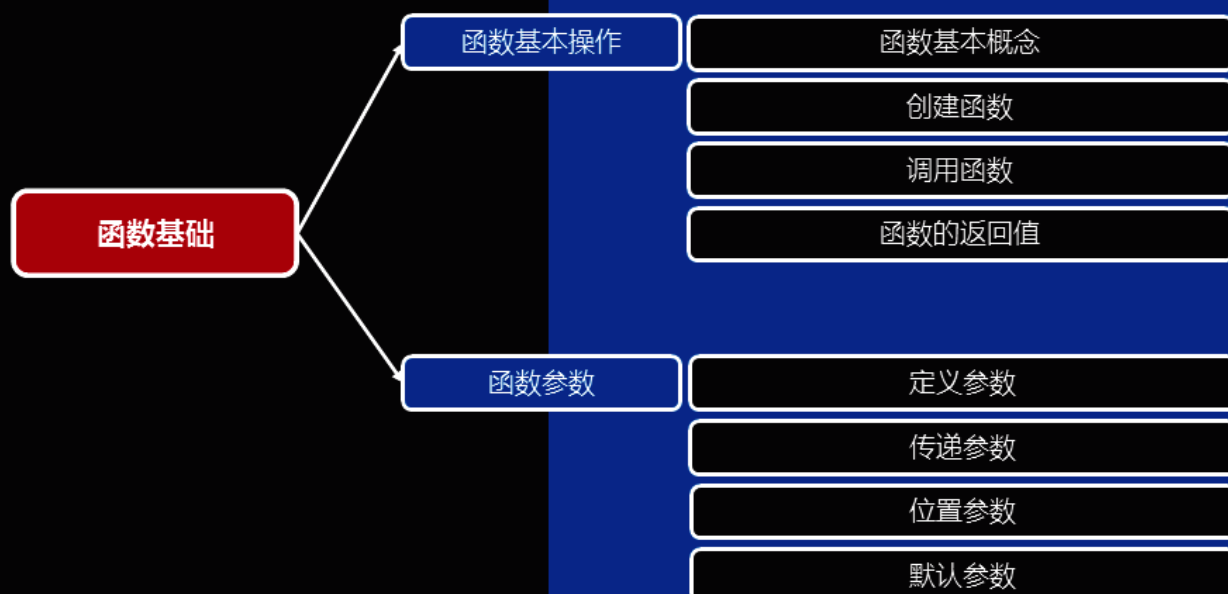 函数基础
函数基本操作
函数基本概念
创建函数
调用函数
函数的返回值
函数参数
定义参数
传递参数
位置参数
默认参数